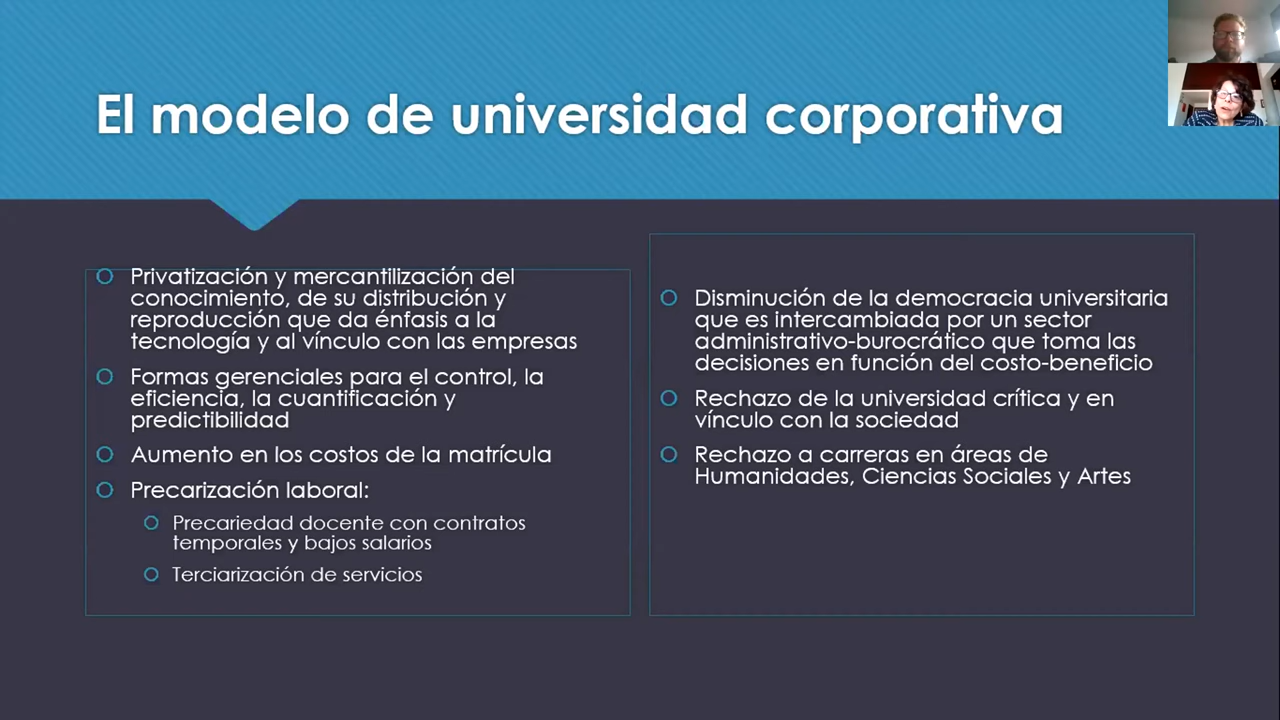 El modelo de universidad corporativa
Privatización y mercantilización del
conocimiento, de su distribución y
reproducción que da énfasis a la
tecnología y al vínculo con las empresas
Formas gerenciales para el control, la
eficiencia, la cuantificación y
predictibilidad
Aumento en los costos de la matrícula
Precarización laboral:
Precariedad docente con contratos
temporales y bajos salarios
Terciarización de servicios
Disminución de la democracia universitaria
que es intercambiada por un sector
administrativo-burocrático que toma las
decisiones en función del costo-beneficio
Rechazo de la universidad crítica y en
vínculo con la sociedad
Rechazo a carreras en áreas de
Humanidades, Ciencias Sociales y Artes